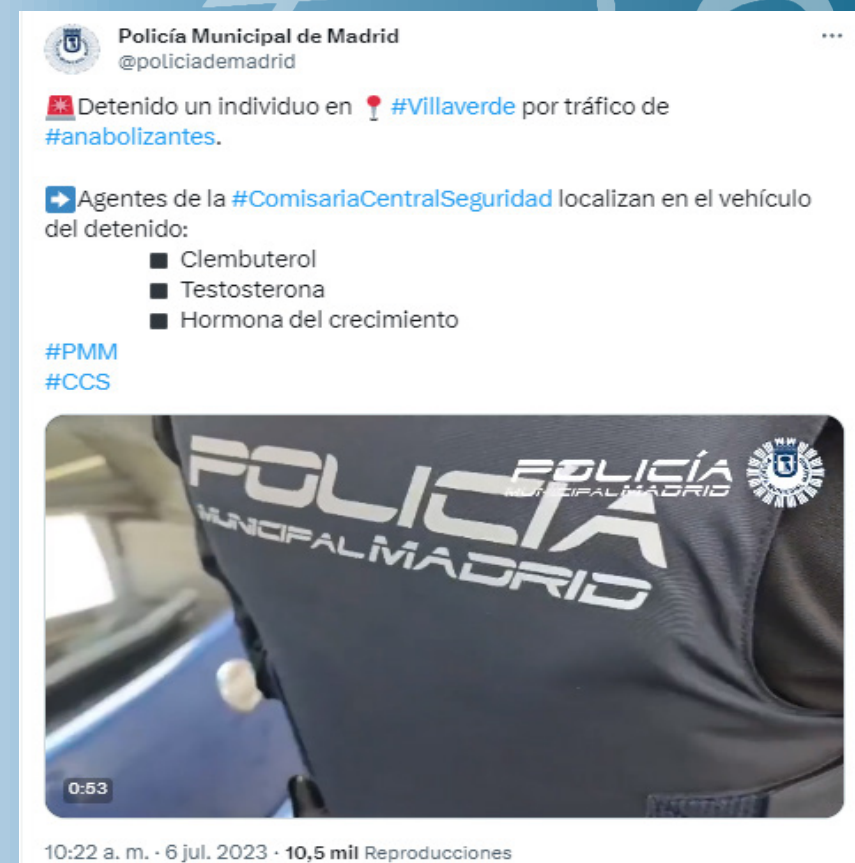 Policía Municipal de Madrid
@policiademadrid
🚨Detenido un individuo en 📍 #Villaverde por tráfico de
#anabolizantes.
➡️Agentes de la #ComisariaCentralSeguridad localizan en el vehículo
del detenido:
◼ Clembuterol
◼ Testosterona
◼ Hormona del crecimiento
#PMM
#CCS
POLICÍA
MUNICIPAL MADRID
POLICIA
MUNICIPAL MADRID
0:53
10:22 a. m. · 6 jul. 2023 · 10,5 mil Reproducciones